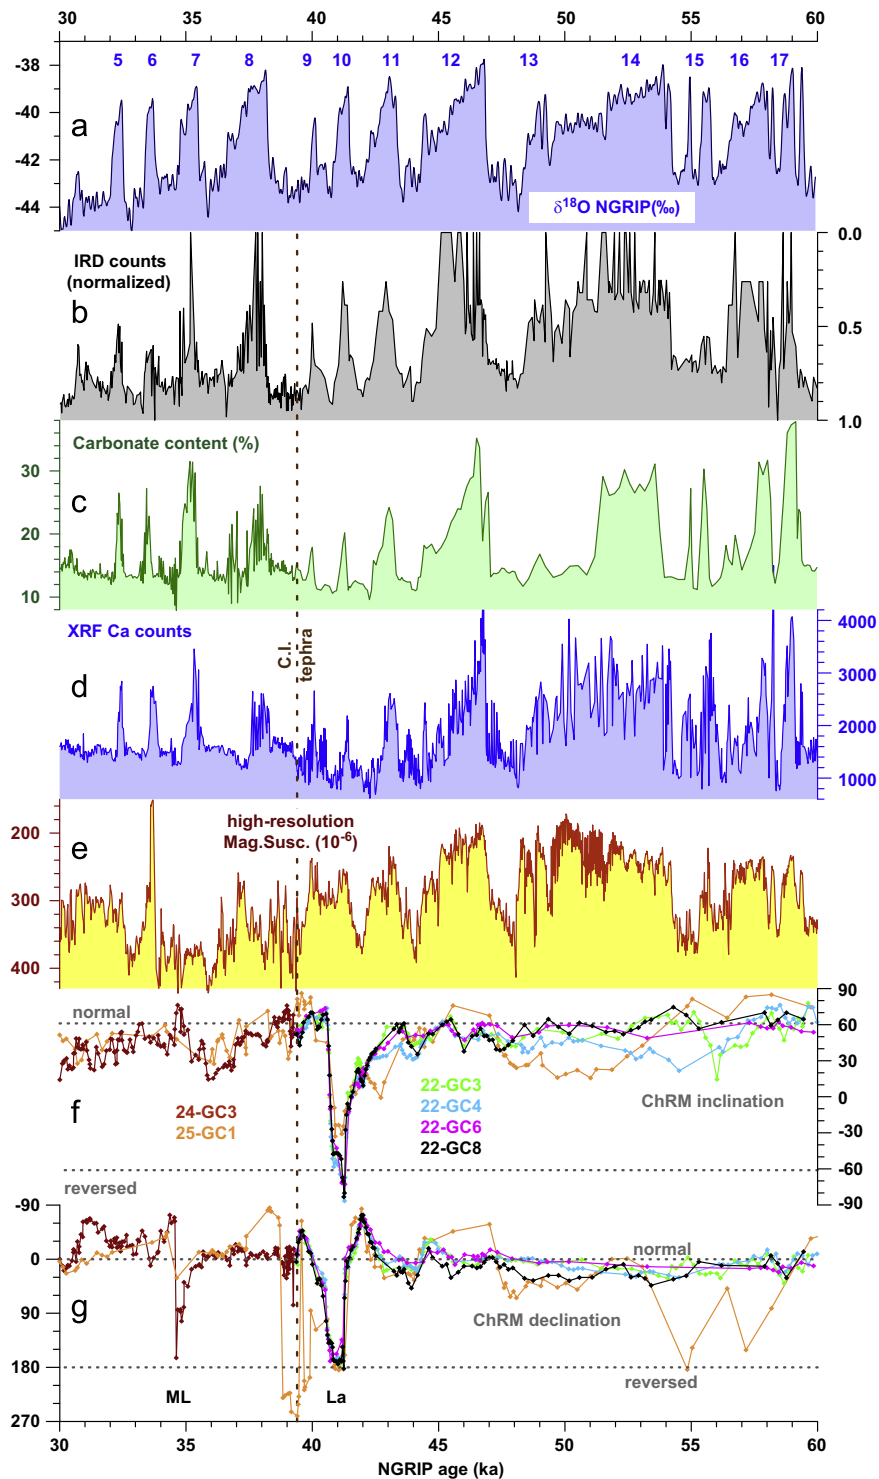 30 35 40 45 50 55 60
5 6 7 8 9 10 11 12 13 14 15 16 17
-38
-40
-42
-44
a
δ18O NGRIP(‰)
IRD counts
(normalized)
b
0.0
0.5
1.0
Carbonate content (%)
c
30
20
10
XRF Ca counts
d
C.I.
tephra
4000
3000
2000
1000
high-resolution
Mag.Susc. (10-6)
e
200
300
400
normal
f
24-GC3
25-GC1
22-GC3
22-GC4
22-GC6
22-GC8
ChRM inclination
reversed
90
60
30
0
-30
-60
-90
-90
0
90
180
270
g
normal
ChRM declination
reversed
ML
La
30 35 40 45 50 55 60
NGRIP age (ka)